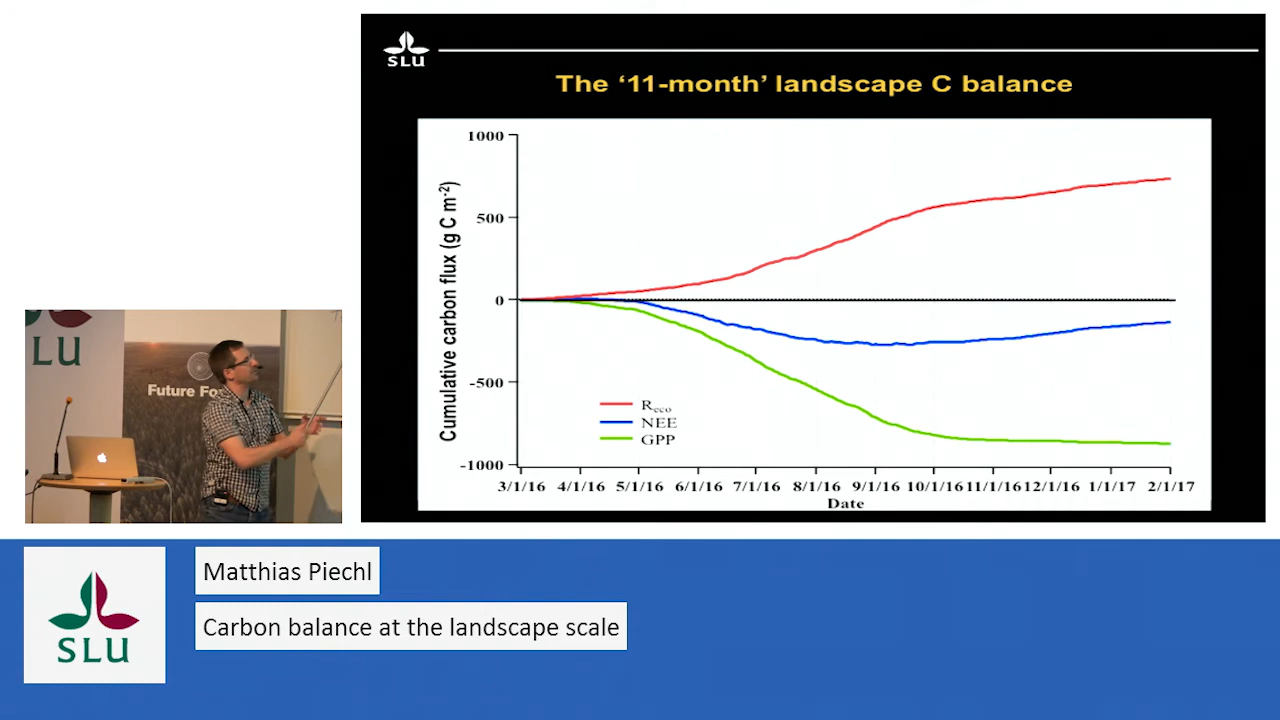 SLU
The ‘11-month’ landscape C balance
Cumulative carbon flux (g C m-2)
1000
500
0
-500
-1000
Reco
NEE
GPP
3/1/16 4/1/16 5/1/16 6/1/16 7/1/16 8/1/16 9/1/16 10/1/16 11/1/16 12/1/16 1/1/17 2/1/17
Date
SLU
Future
SLU
Matthias Piechl
Carbon balance at the landscape scale